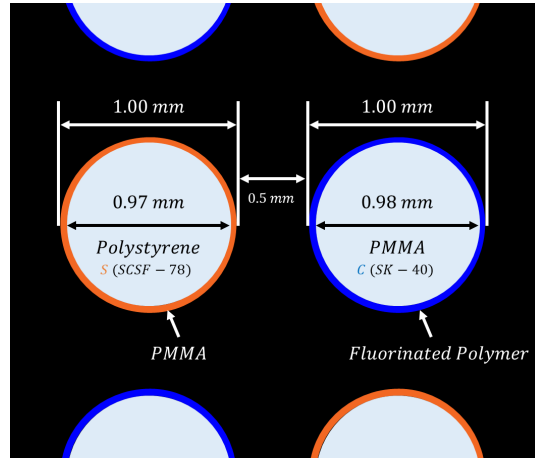 1.00 mm
1.00 mm
0.97 mm
0.5 mm
0.98 mm
Polystyrene
S (SCSF − 78)
PMMA
C (SK − 40)
PMMA
Fluorinated Polymer